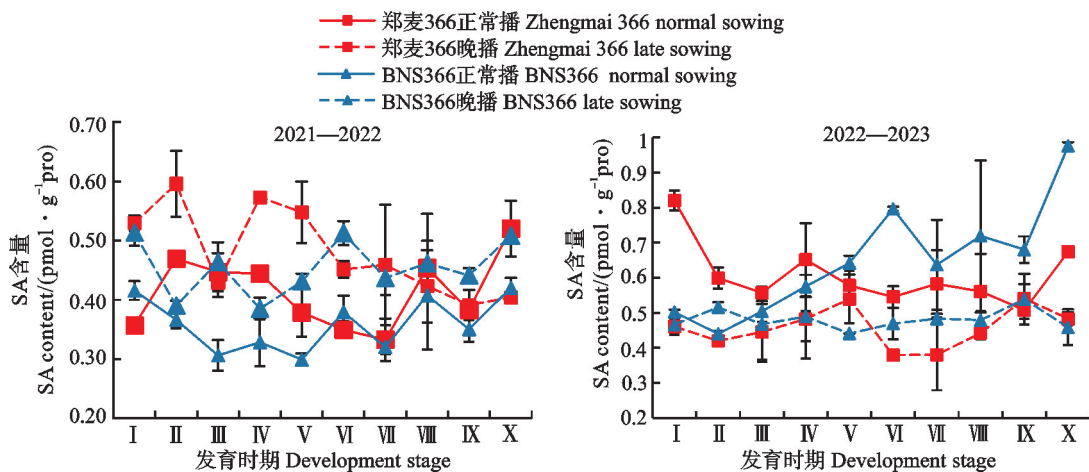 郑麦366正常播 Zhengmai 366 normal sowing
郑麦366晚播 Zhengmai 366 late sowing
BNS366正常播 BNS366 normal sowing
BNS366晚播 BNS366 late sowing
2021—2022
SA含量
SA content/(pmol·g⁻¹pro)
0.70
0.60
0.50
0.40
0.30
0.20
Ⅰ Ⅱ Ⅲ Ⅳ Ⅴ Ⅵ Ⅶ Ⅷ Ⅸ Ⅹ
发育时期 Development stage
2022—2023
SA含量
SA content/(pmol·g⁻¹pro)
1
0.9
0.8
0.7
0.6
0.5
0.4
0.3
0.2
Ⅰ Ⅱ Ⅲ Ⅳ Ⅴ Ⅵ Ⅶ Ⅷ Ⅸ Ⅹ
发育时期 Development stage